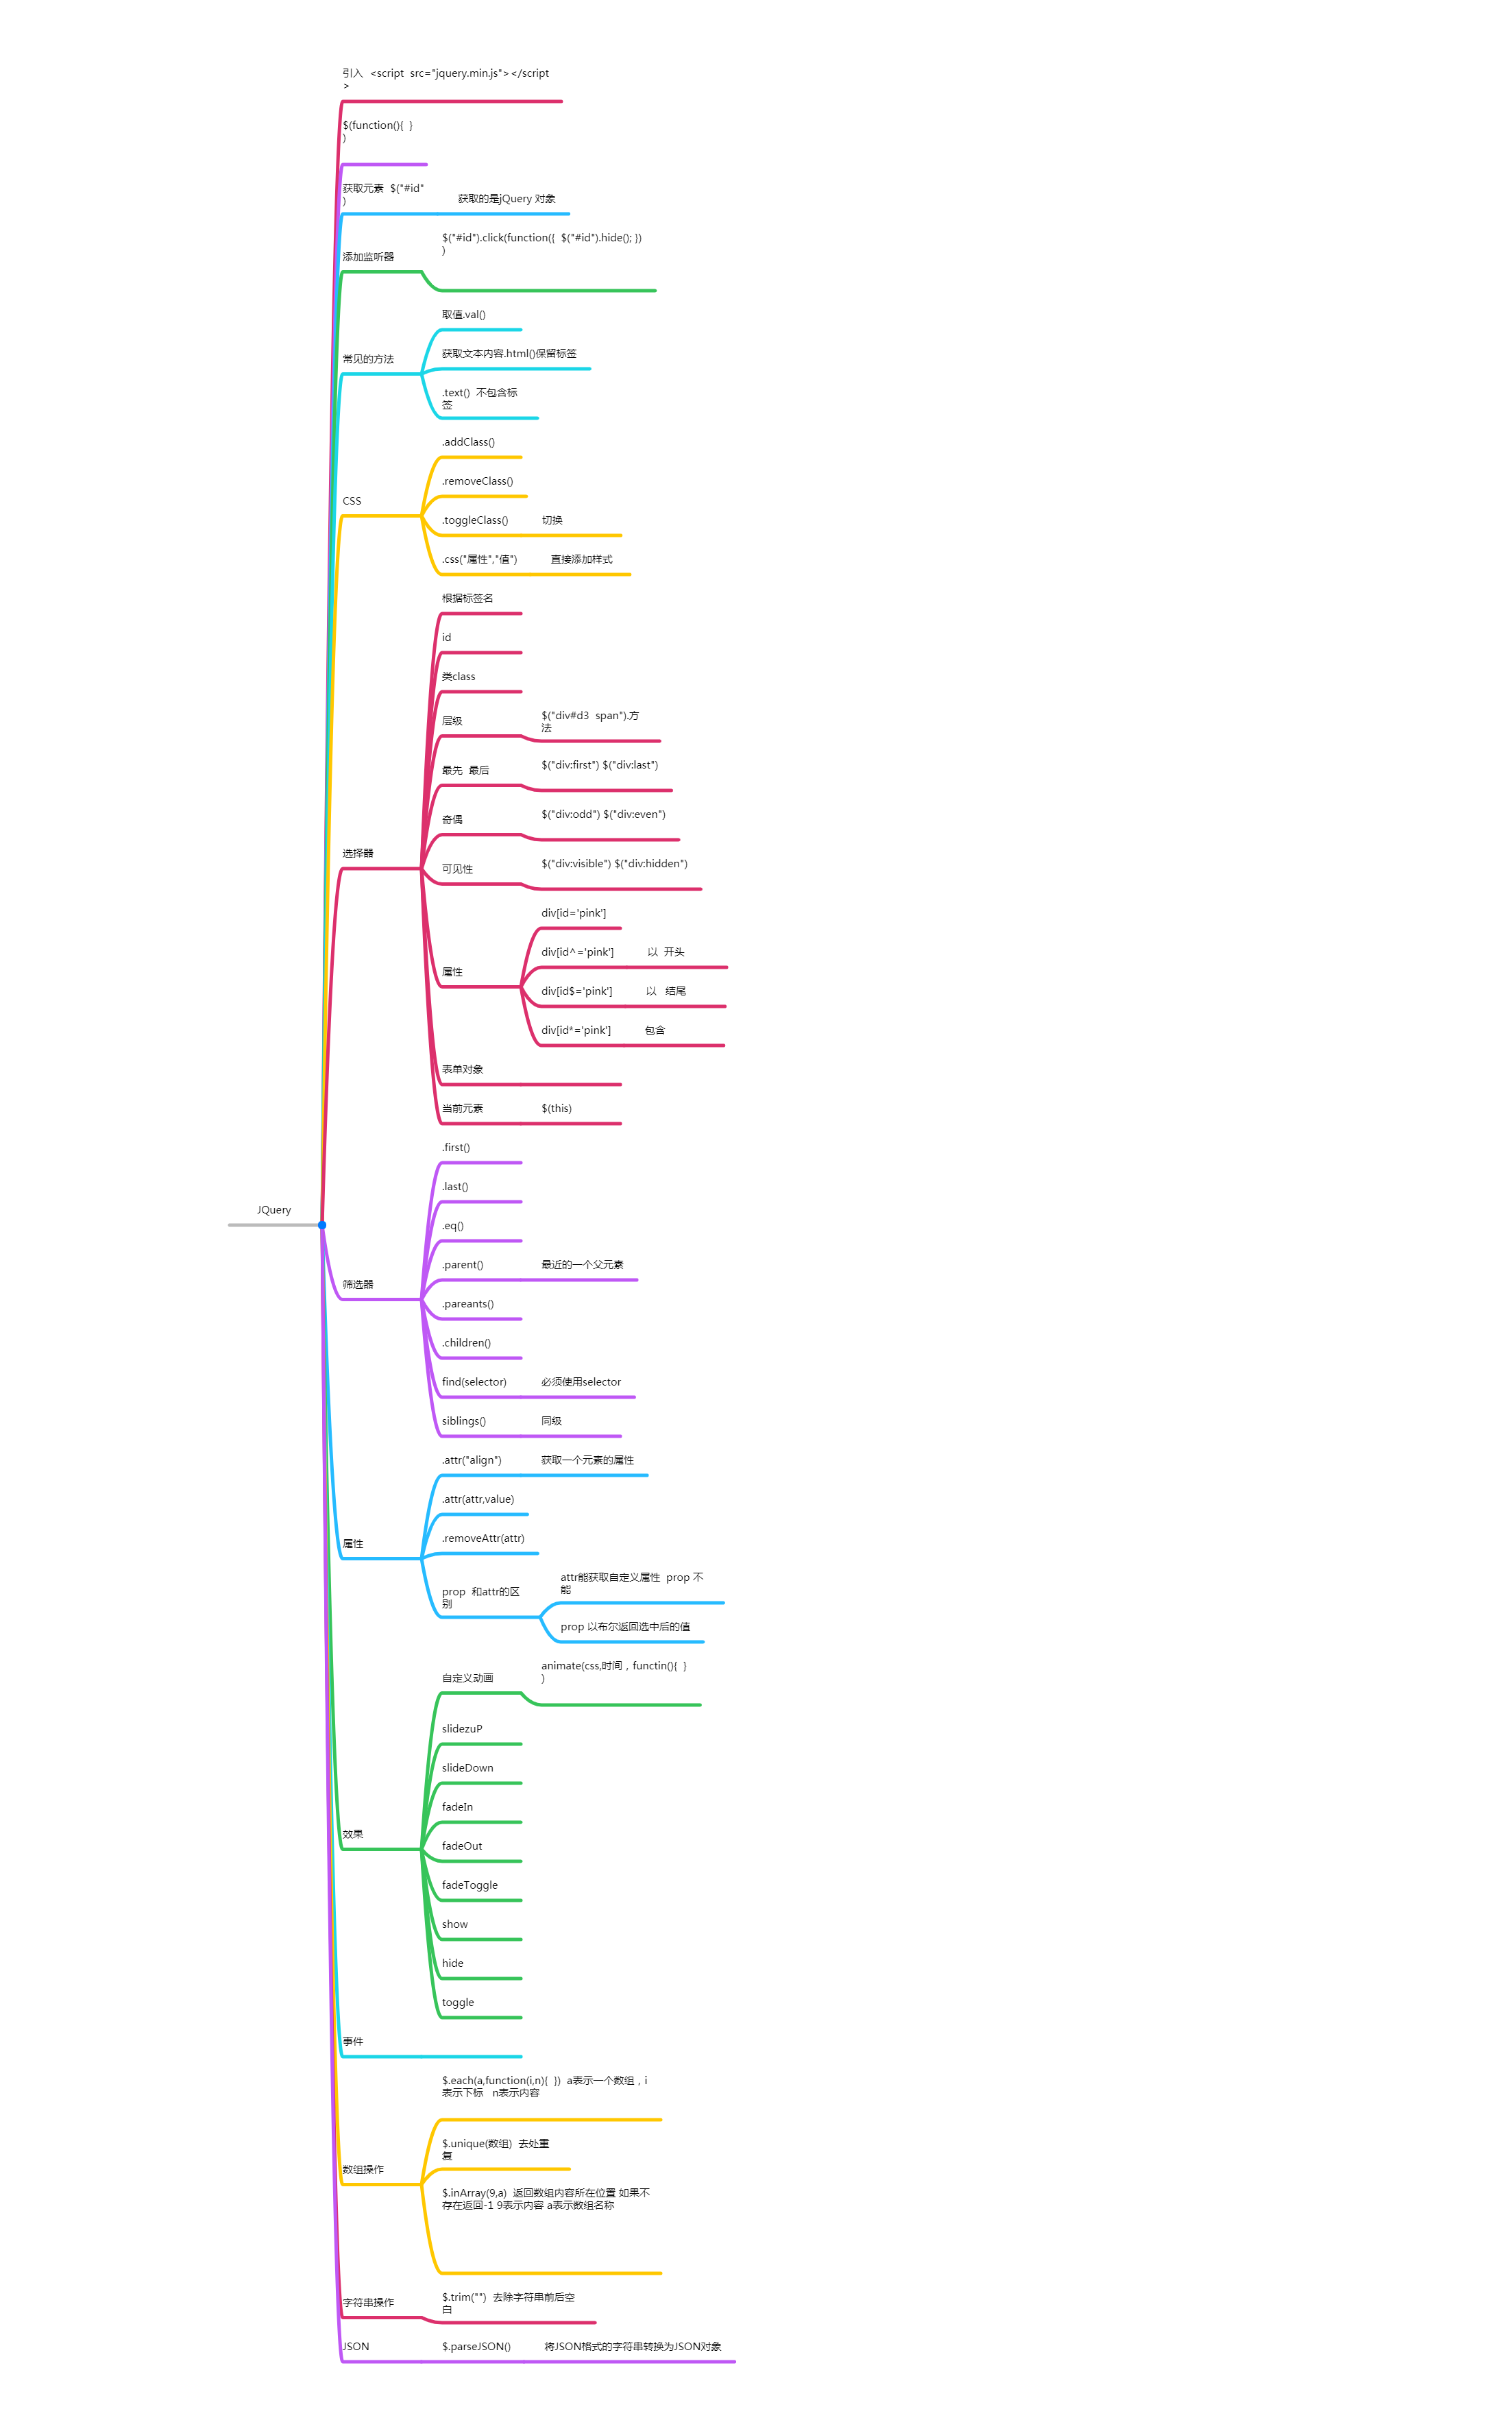 引入  <script  src="jquery.min.js"></script
>
$(function(){  }
)
获取元素  $("#id"
)
获取的是jQuery 对象
添加监听器
$("#id").click(function({  $("#id").hide(); })
)
常见的方法
取值.val()
获取文本内容.html()保留标签
.text()  不包含标
签
CSS
.addClass()
.removeClass()
.toggleClass()
切换
.css("属性","值")
直接添加样式
选择器
根据标签名
id
类class
层级
$("div#d3  span").方
法
最先  最后
$("div:first") $("div:last")
奇偶
$("div:odd") $("div:even")
可见性
$("div:visible") $("div:hidden")
属性
div[id='pink']
div[id^='pink']
以  开头
div[id$='pink']
以   结尾
div[id*='pink']
包含
表单对象
当前元素
$(this)
JQuery
筛选器
.first()
.last()
.eq()
.parent()
最近的一个父元素
.pareants()
.children()
find(selector)
必须使用selector
siblings()
同级
属性
.attr("align")
获取一个元素的属性
.attr(attr,value)
.removeAttr(attr)
prop  和attr的区
别
attr能获取自定义属性  prop 不
能
prop 以布尔返回选中后的值
效果
自定义动画
animate(css,时间，functin(){  }
)
slidezuP
slideDown
fadeIn
fadeOut
fadeToggle
show
hide
toggle
事件
数组操作
$.each(a,function(i,n){  })  a表示一个数组，i
表示下标   n表示内容
$.unique(数组)  去处重
复
$.inArray(9,a)  返回数组内容所在位置 如果不
存在返回-1 9表示内容 a表示数组名称
字符串操作
$.trim("")  去除字符串前后空
白
JSON
$.parseJSON()
将JSON格式的字符串转换为JSON对象